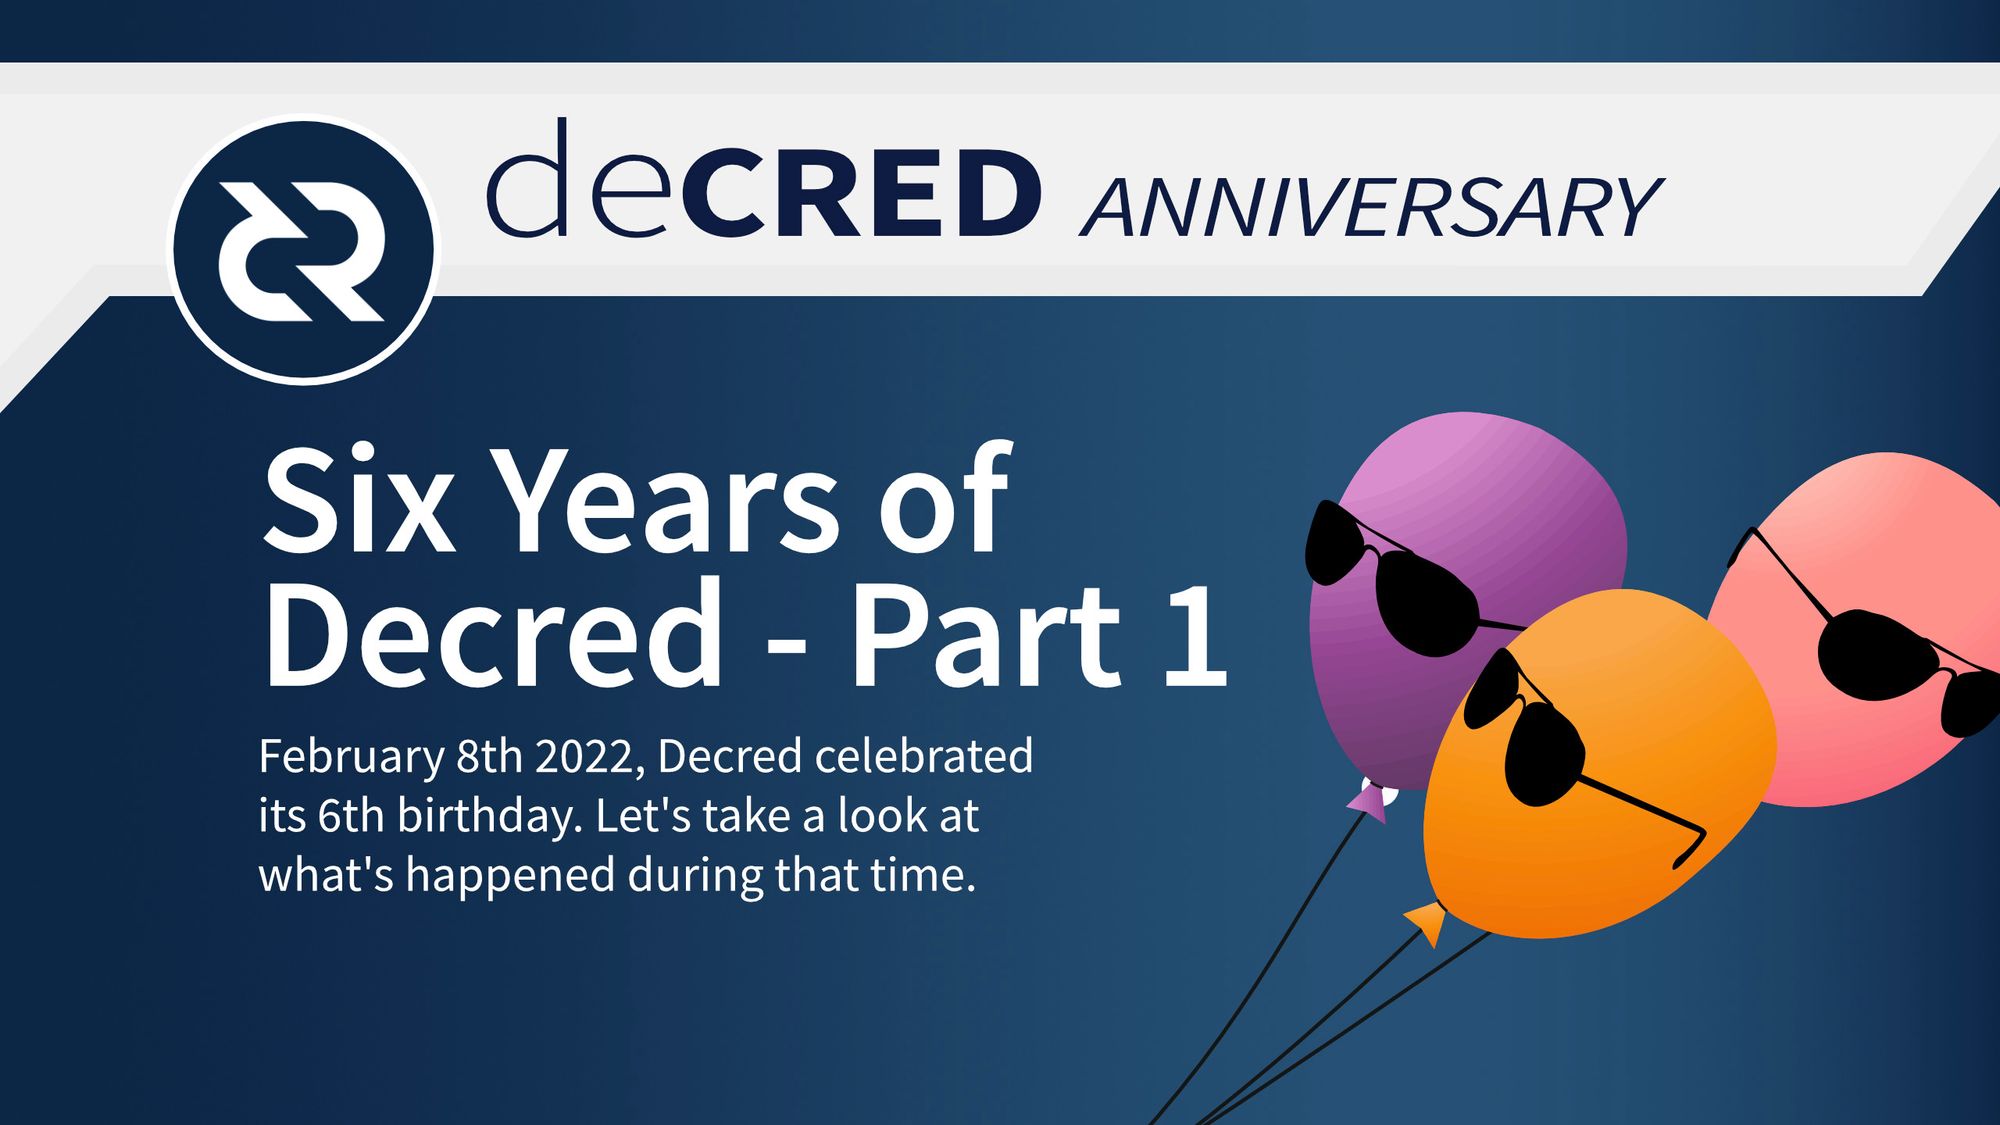 deCRED ANNIVERSARY
Six Years of
Decred - Part 1
February 8th 2022, Decred celebrated
its 6th birthday. Let's take a look at
what's happened during that time.